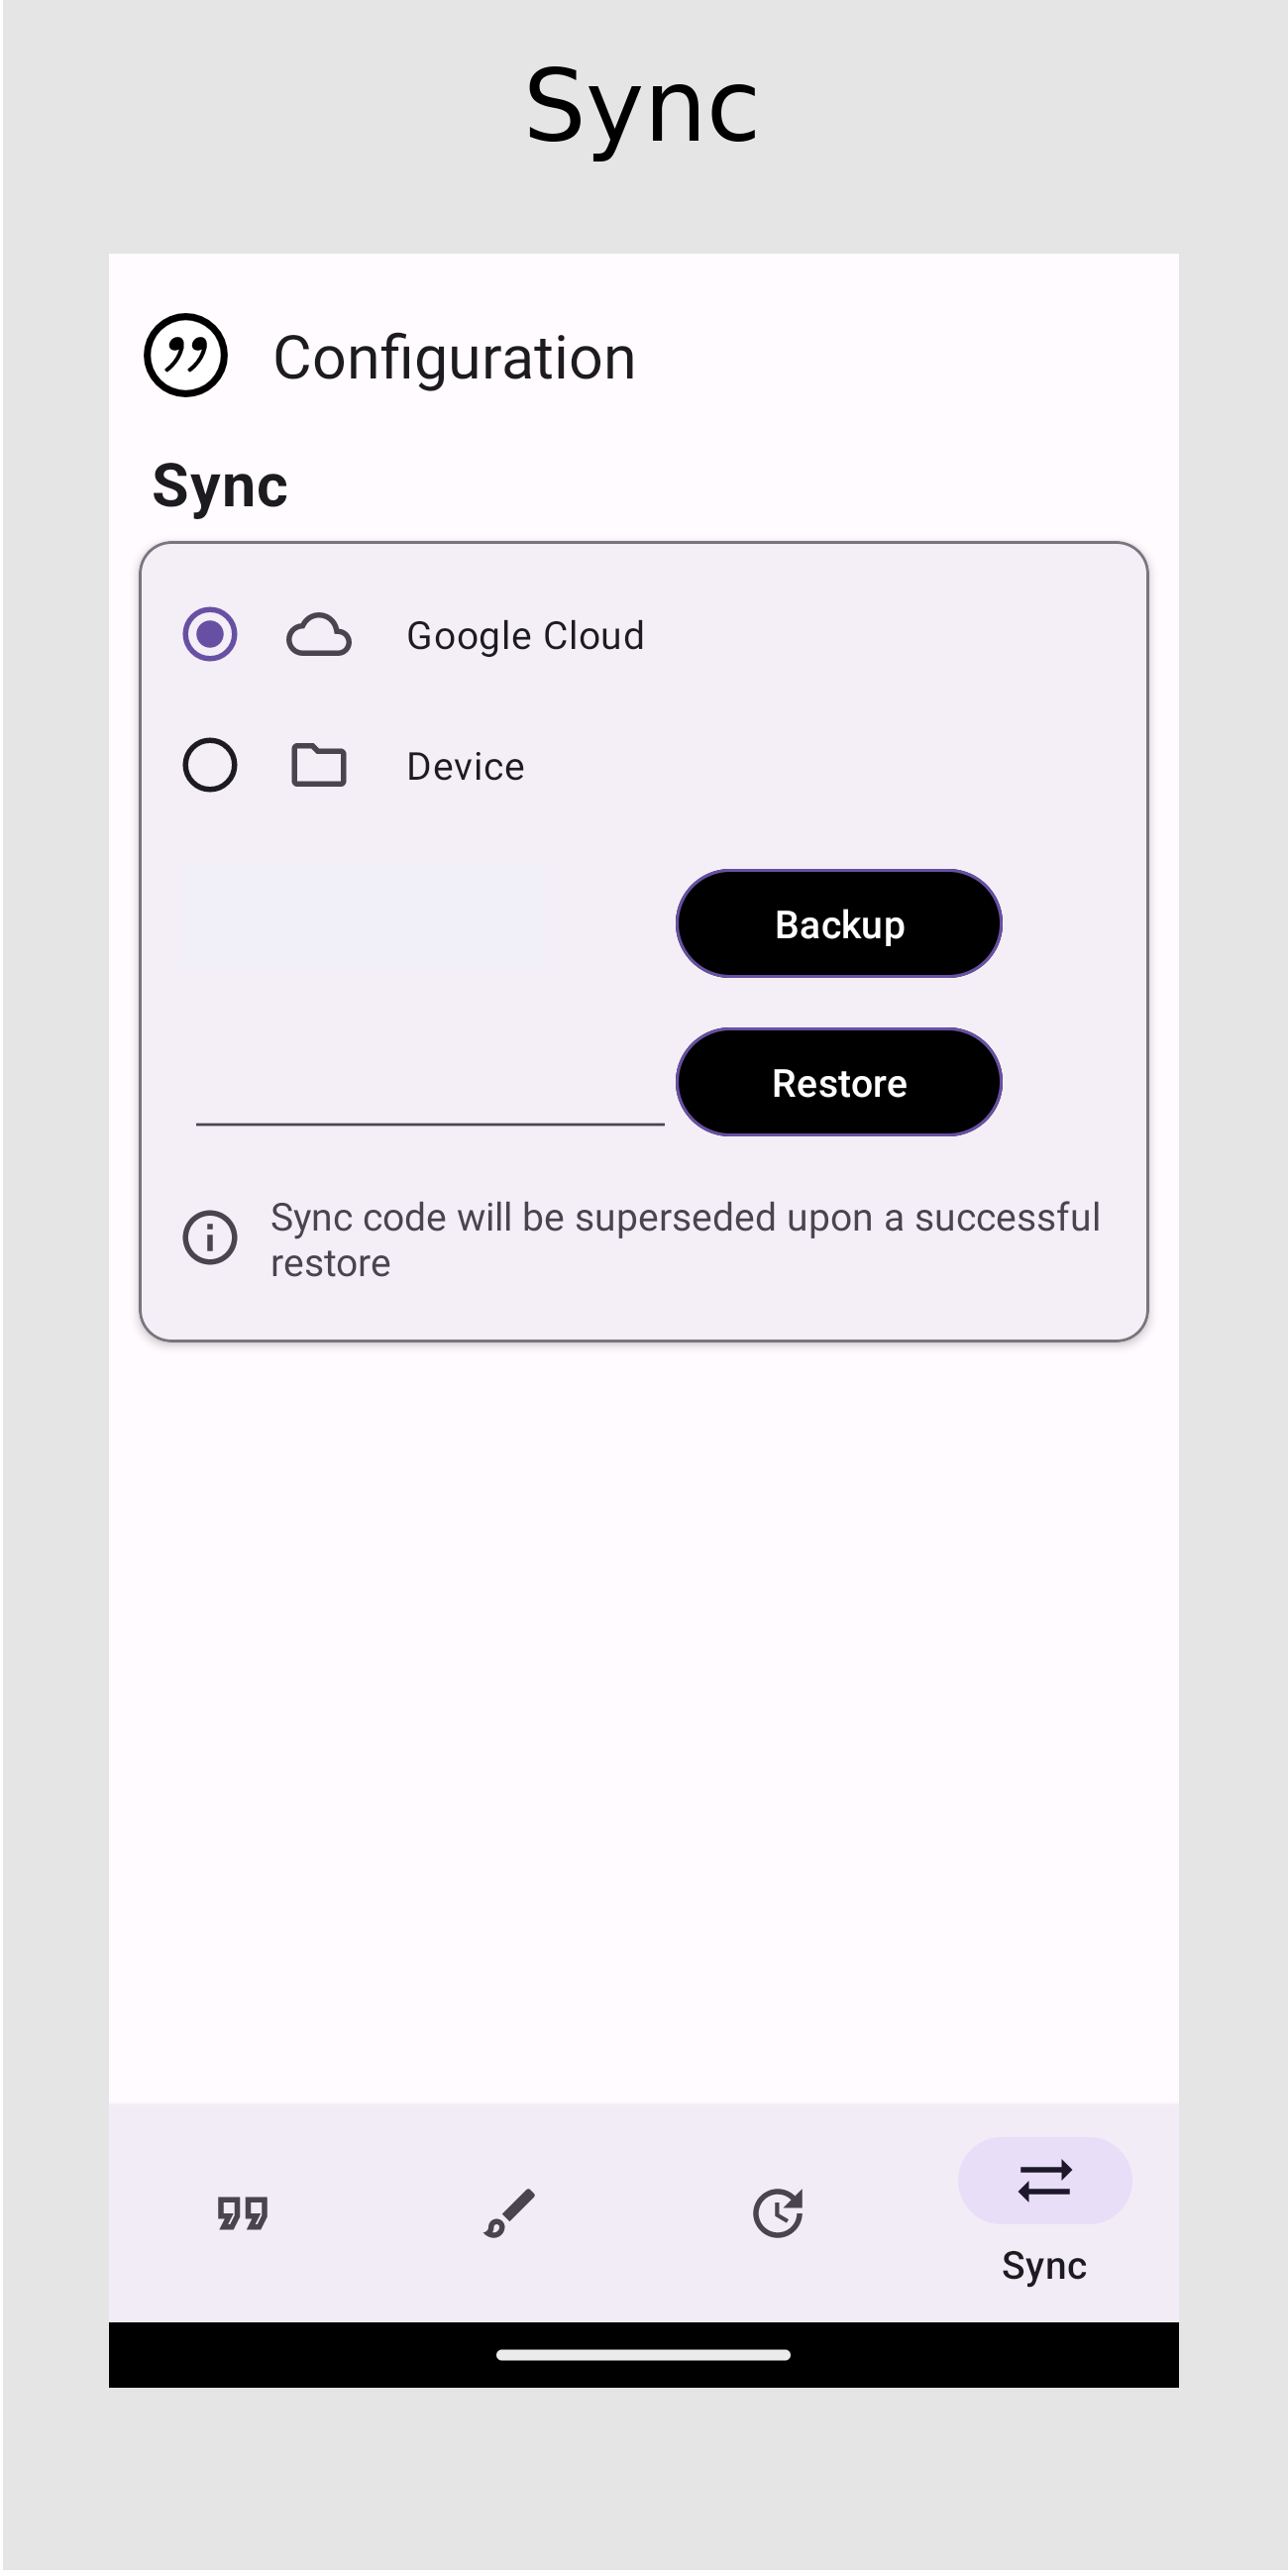 Sync
Configuration
Sync
Google Cloud
Device
Backup
Restore
Sync code will be superseded upon a successful
restore
Sync